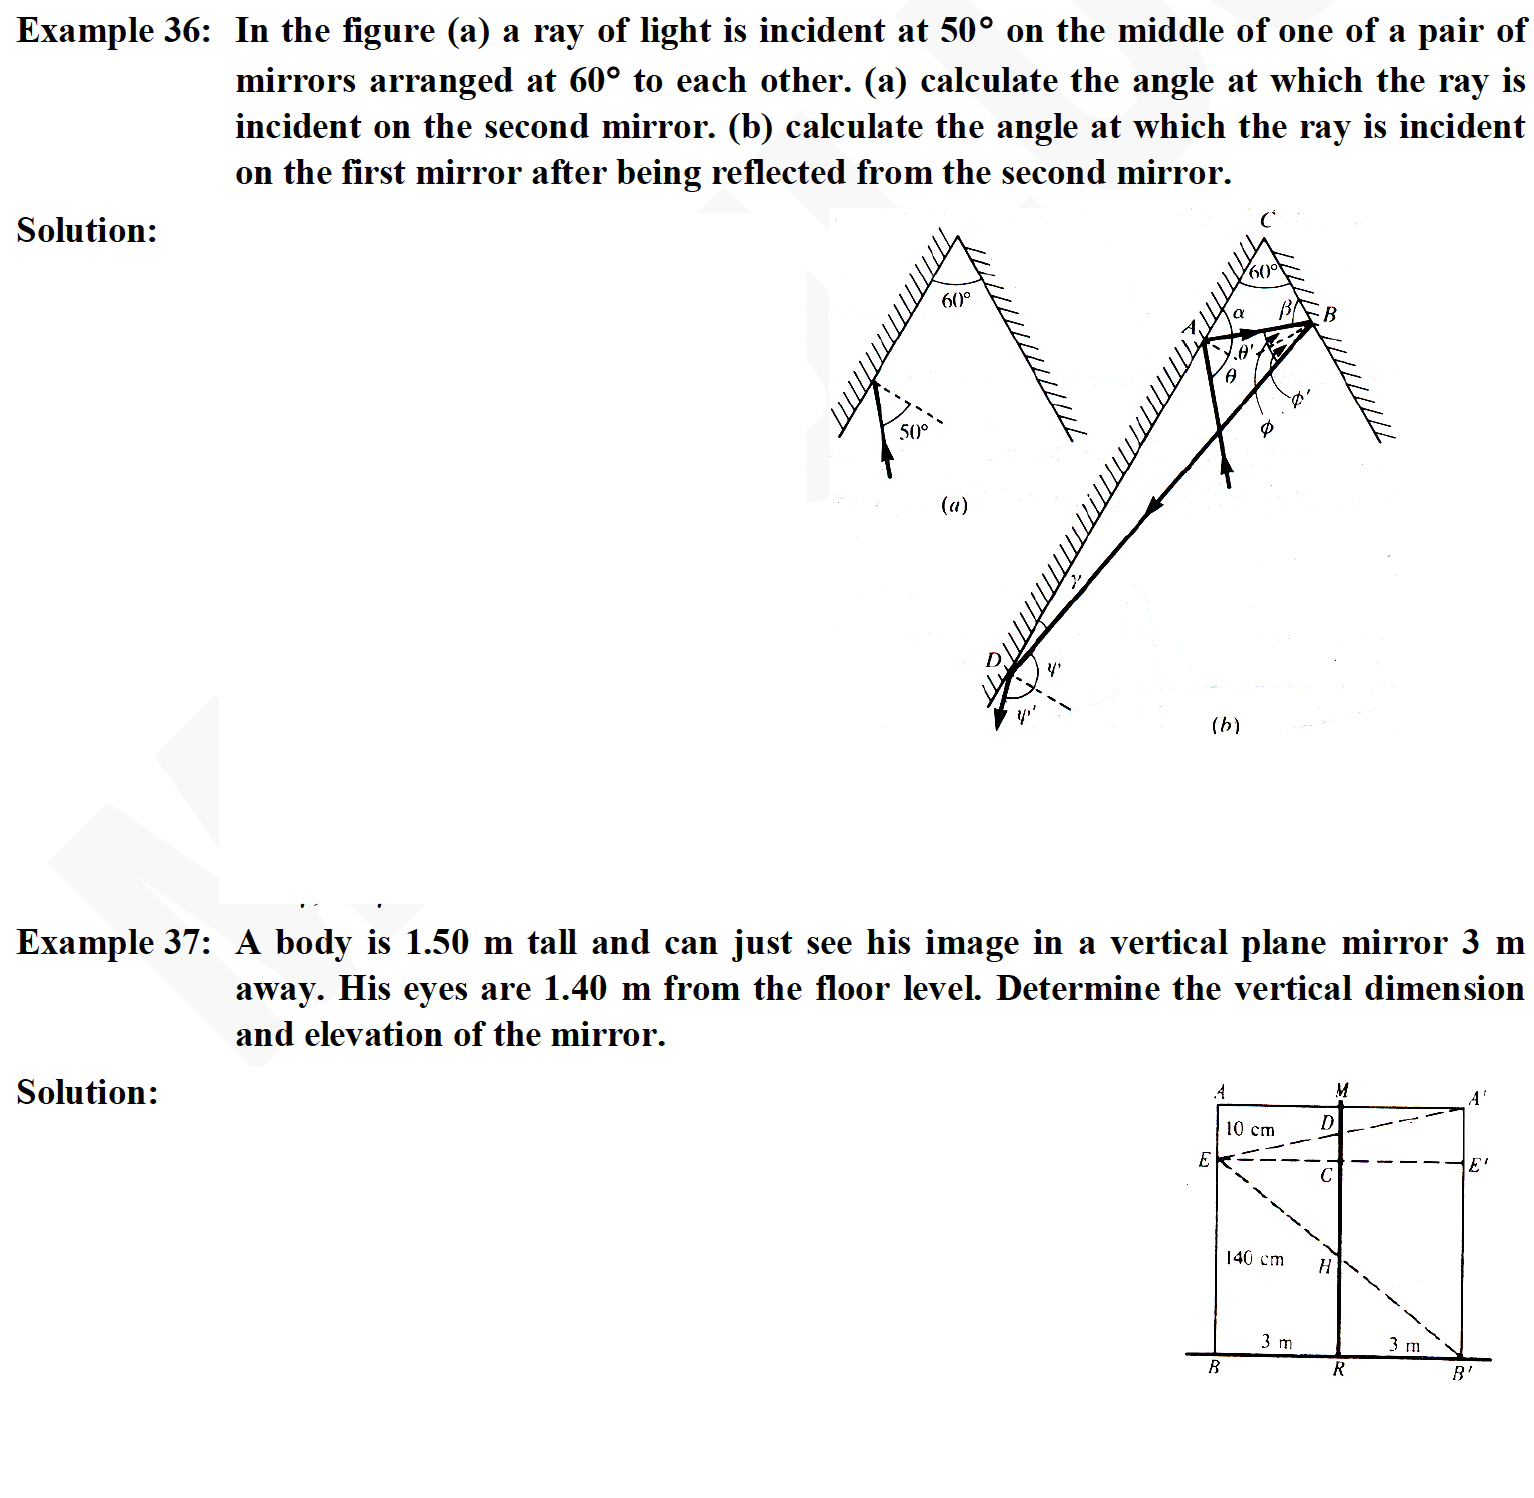 Example 36: In the figure (a) a ray of light is incident at 50° on the middle of one of a pair of
mirrors arranged at 60° to each other. (a) calculate the angle at which the ray is
incident on the second mirror. (b) calculate the angle at which the ray is incident
on the first mirror after being reflected from the second mirror.
Solution:
60°
50°
(a)
C
60°
A
α
β
B
θ'
θ
ϕ'
ϕ
γ
D
ψ
ψ'
(b)
Example 37: A body is 1.50 m tall and can just see his image in a vertical plane mirror 3 m
away. His eyes are 1.40 m from the floor level. Determine the vertical dimension
and elevation of the mirror.
Solution:
A
M
A'
10 cm
D
E
C
E'
140 cm
H
3 m
3 m
B
R
B'